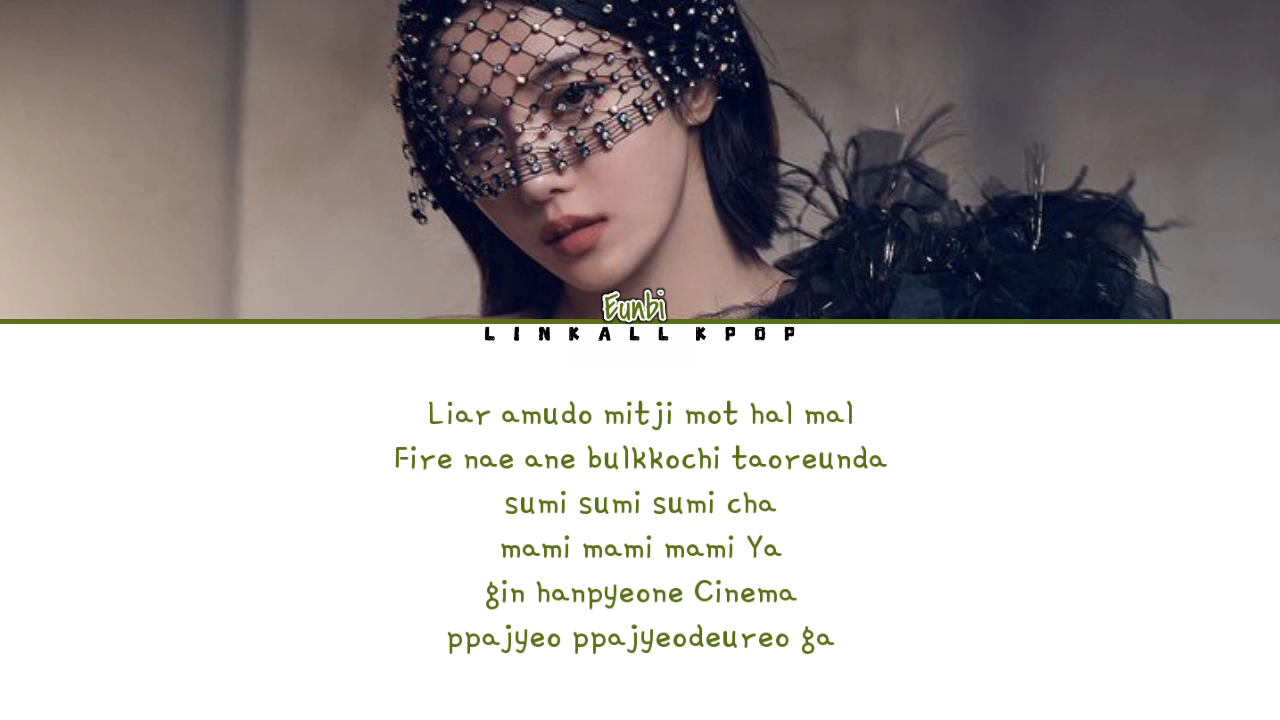 Eunbi
LINKALL KPOP
Liar amudo mitji mot hal mal
Fire nae ane bulkkochi taoreunda
sumi sumi sumi cha
mami mami mami Ya
gin hanpyeone Cinema
ppajyeo ppajyeodeureo ga